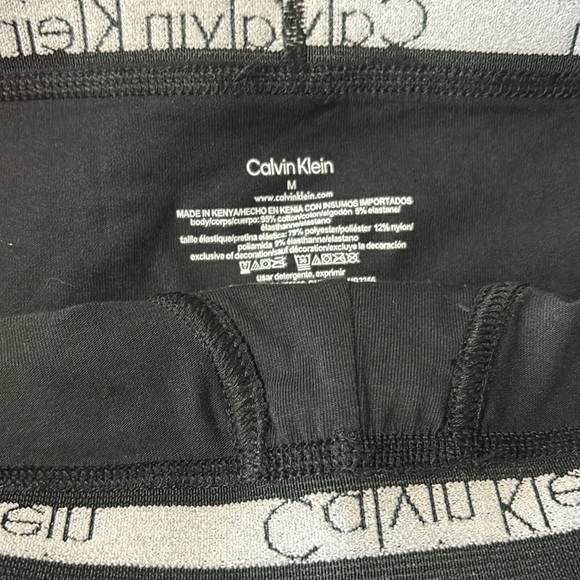 Calvin Klein Calvin Klein
Calvin Klein
M
www.calvinklein.com
MADE IN KENYA/HECHO EN KENIA CON INSUMOS IMPORTADOS
body/corps/cuerpo: 95% cotton/coton/algodón 5% elastane/
élasthanne/elastano
taille élastique/pretina elástica: 79% polyester/poliéster 12% nylon/
poliamida 9% élasthanne/elastano
exclusive of decoration/sauf décoration/excluye la decoración
usar detergente, exprimir
lein Calvin Klein